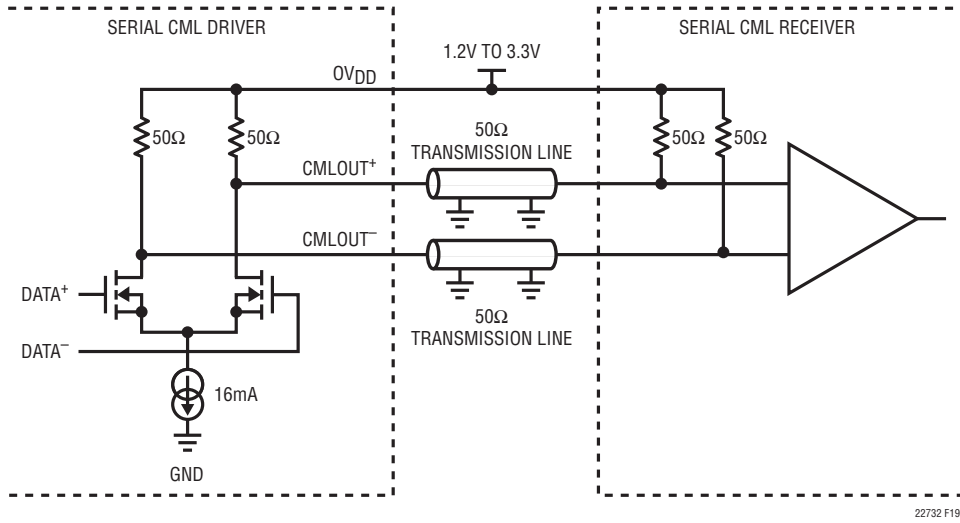 SERIAL CML DRIVER
SERIAL CML RECEIVER
1.2V TO 3.3V
OVDD
50Ω
50Ω
50Ω
TRANSMISSION LINE
50Ω
50Ω
CMLOUT+
CMLOUT–
DATA+
DATA–
50Ω
TRANSMISSION LINE
16mA
GND
22732 F19